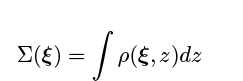 Σ(𝝃) = ∫ ρ(𝝃, z)dz